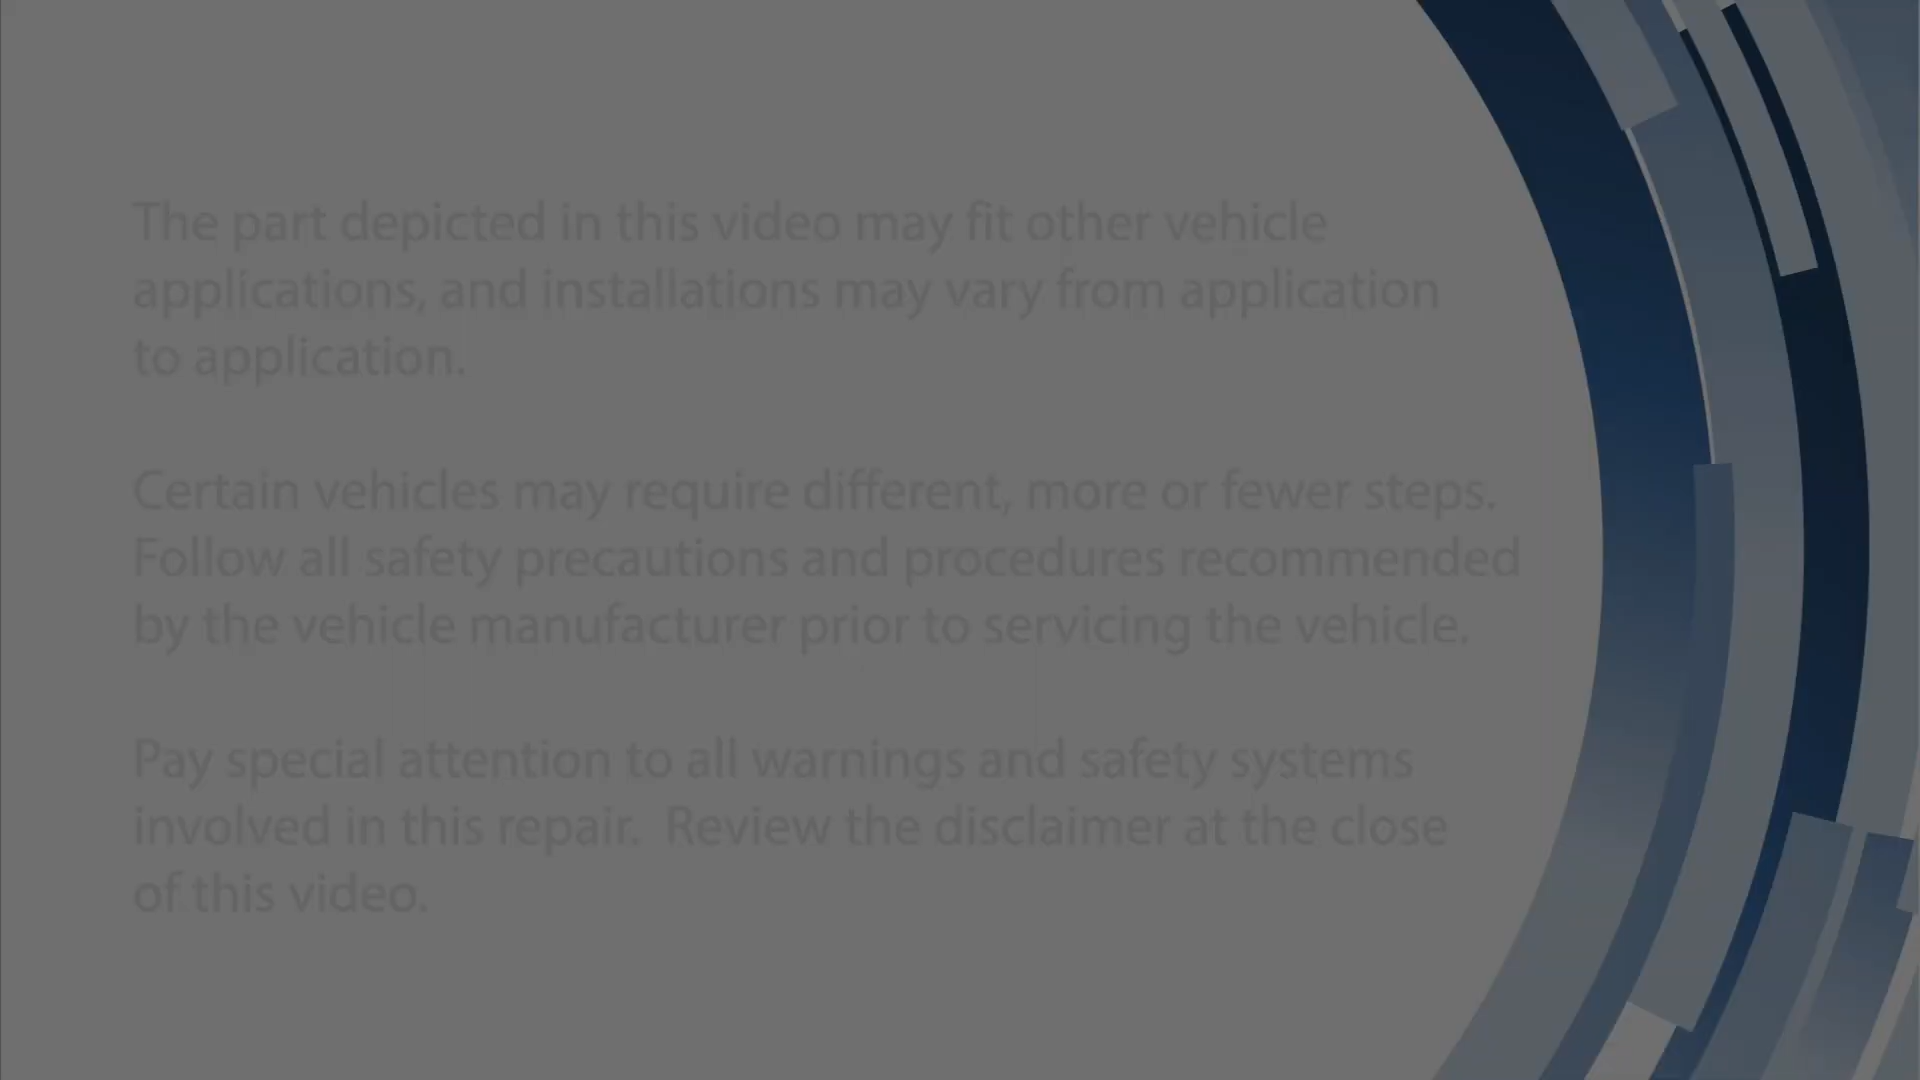 The part depicted in this video may fit other vehicle
applications, and installations may vary from application
to application.
Certain vehicles may require different, more or fewer steps.
Follow all safety precautions and procedures recommended
by the vehicle manufacturer prior to servicing the vehicle.
Pay special attention to all warnings and safety systems
involved in this repair.  Review the disclaimer at the close
of this video.